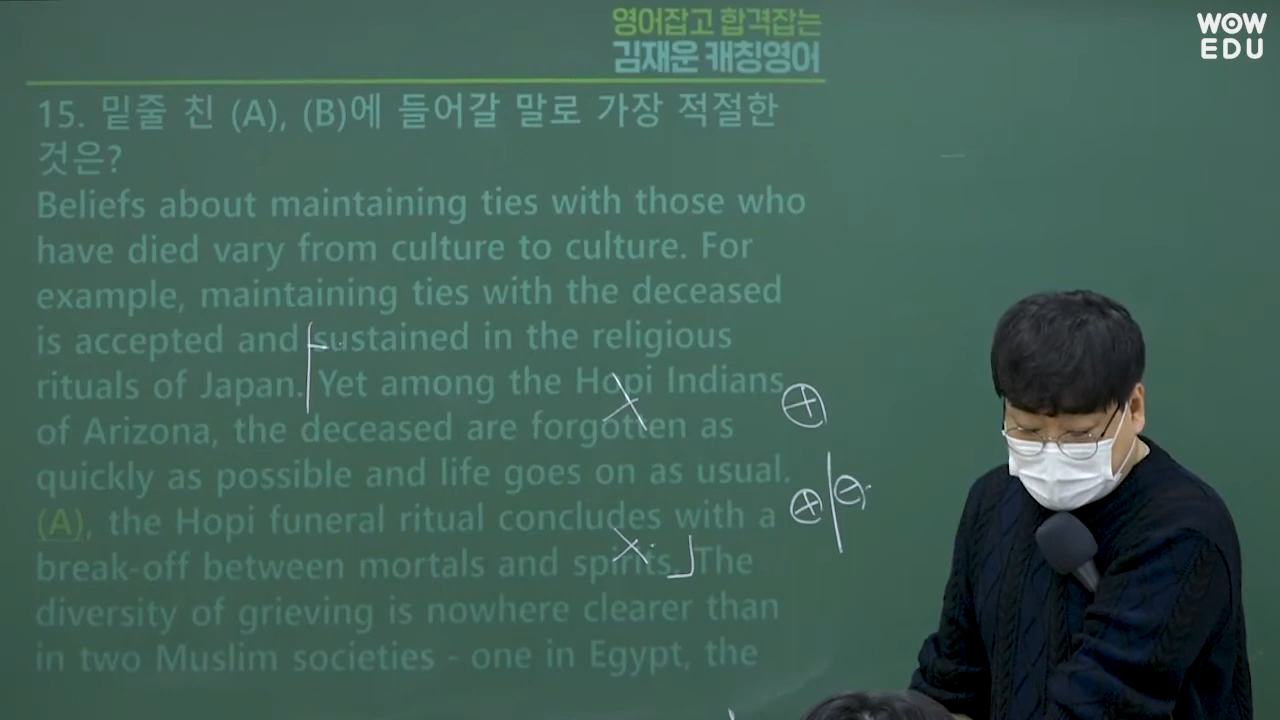 영어잡고 합격잡는
김재운 캐칭영어
WOW
EDU
15. 밑줄 친 (A), (B)에 들어갈 말로 가장 적절한
것은?
Beliefs about maintaining ties with those who
have died vary from culture to culture. For
example, maintaining ties with the deceased
is accepted and sustained in the religious
rituals of Japan. Yet among the Hopi Indians
of Arizona, the deceased are forgotten as
quickly as possible and life goes on as usual.
(A), the Hopi funeral ritual concludes with a
break-off between mortals and spirits. The
diversity of grieving is nowhere clearer than
in two Muslim societies - one in Egypt, the